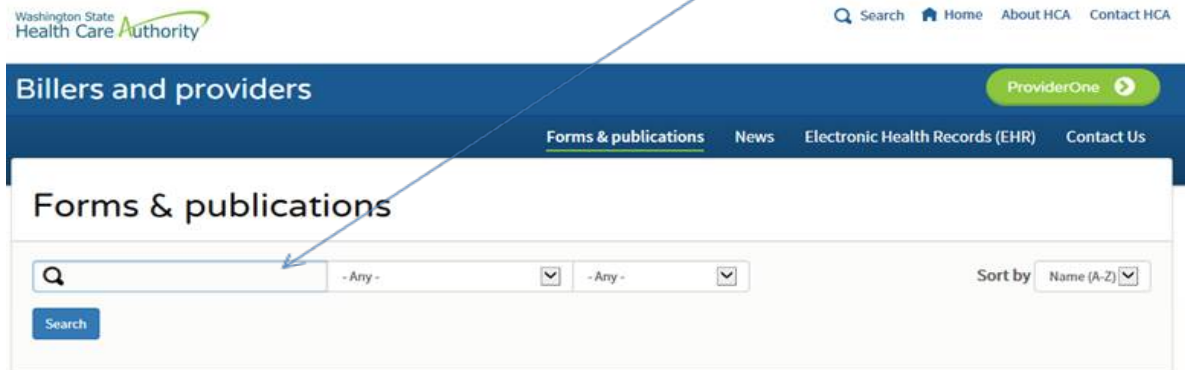 Washington State
Health Care Authority
Search Home About HCA Contact HCA
Billers and providers
ProviderOne
Forms & publications News Electronic Health Records (EHR) Contact Us
Forms & publications
- Any - - Any - Sort by Name (A-Z)
Search